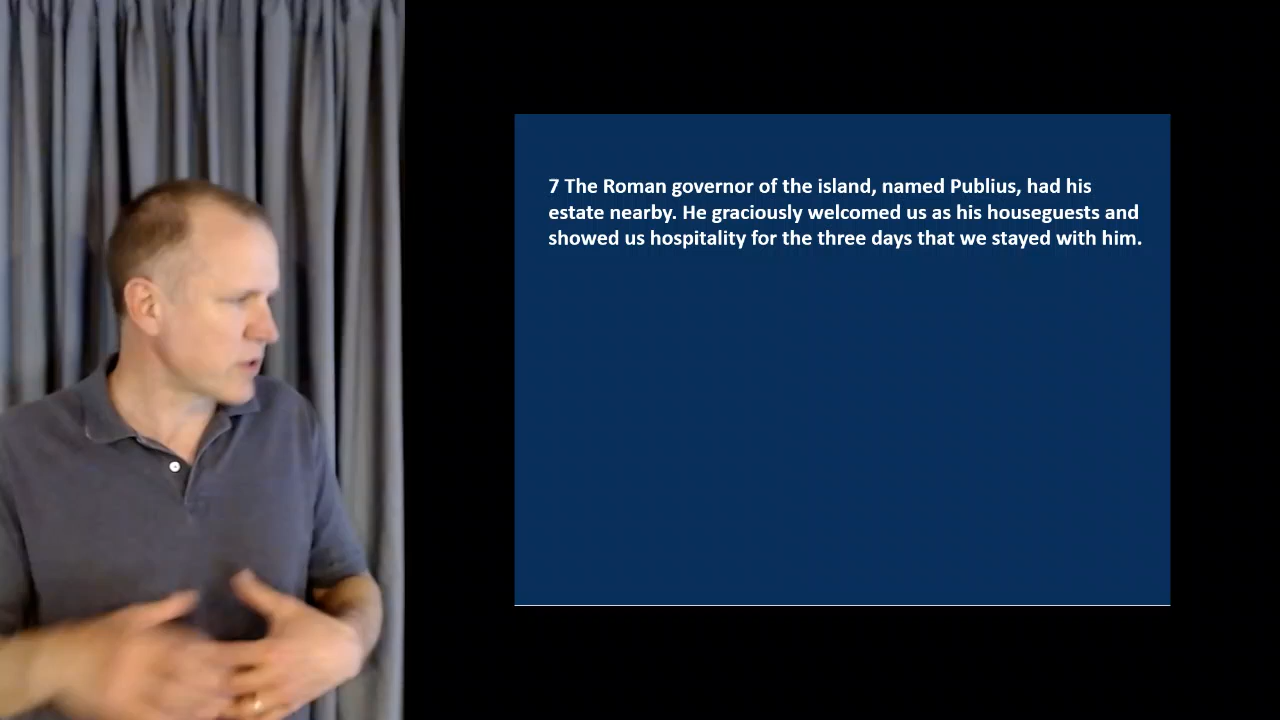 7 The Roman governor of the island, named Publius, had his
estate nearby. He graciously welcomed us as his houseguests and
showed us hospitality for the three days that we stayed with him.